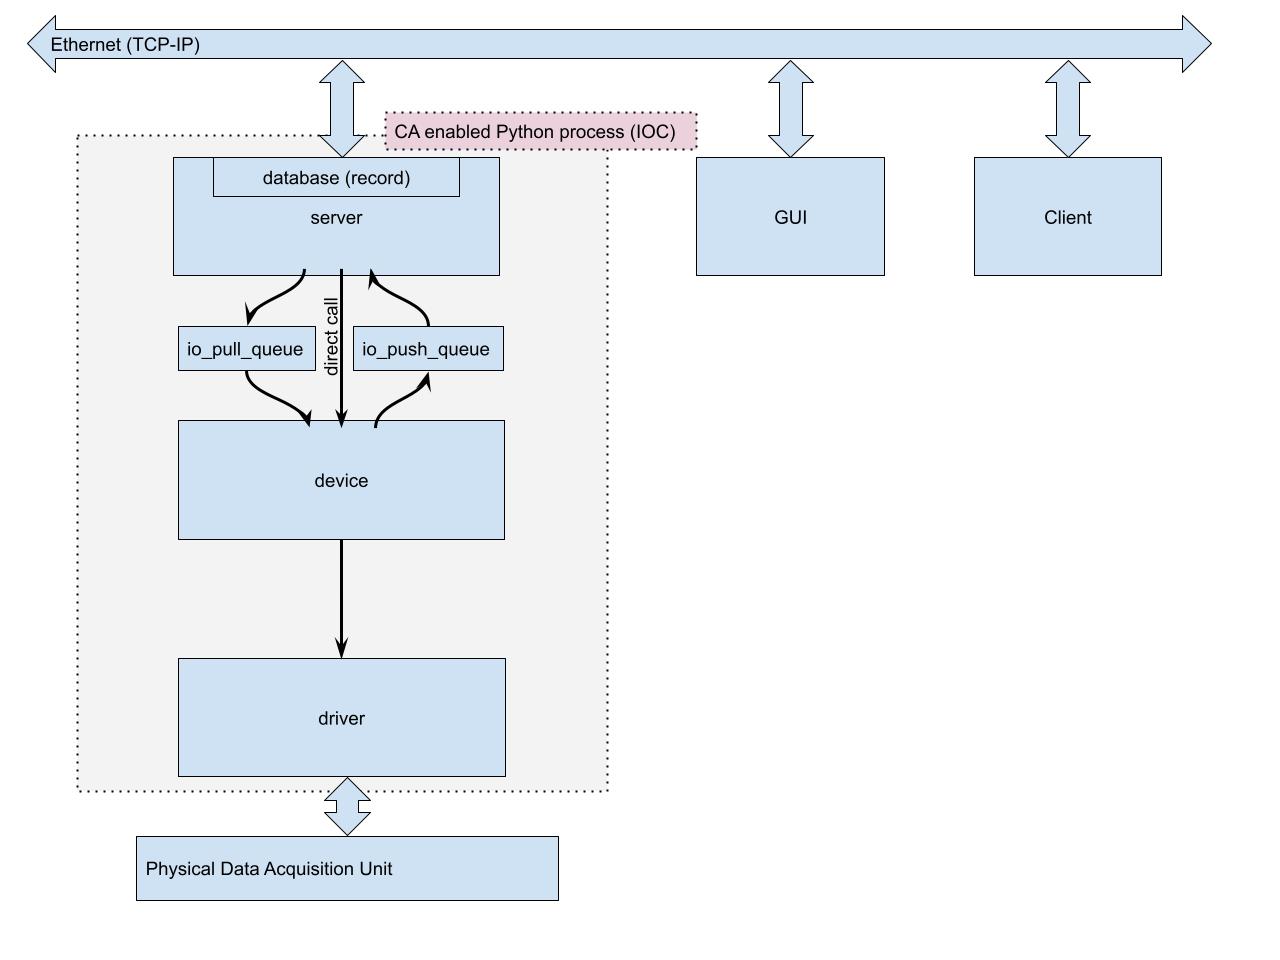 Ethernet (TCP-IP)
CA enabled Python process (IOC)
database (record)
server
GUI
Client
direct call
io_pull_queue
io_push_queue
device
driver
Physical Data Acquisition Unit